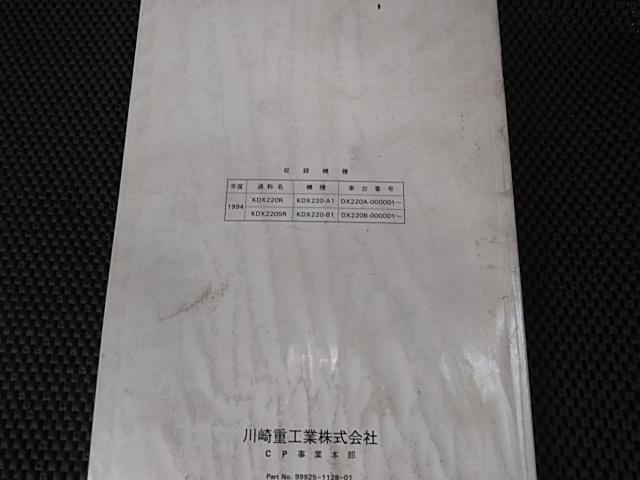 収録機種
年度 通称名 機種 車台番号
1994 KDX220R KDX220-A1 DX220A-000001〜
KDX220SR KDX220-B1 DX220B-000001〜
川崎重工業株式会社
CP事業本部
Part No. 99925-1128-01